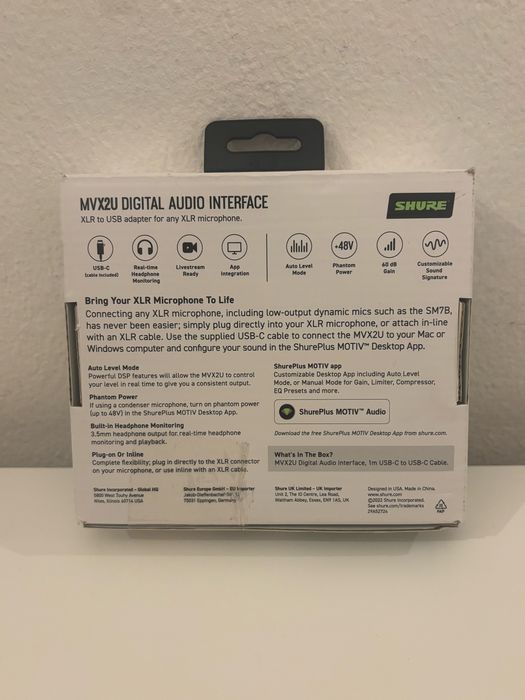 MVX2U DIGITAL AUDIO INTERFACE
XLR to USB adapter for any XLR microphone.
SHURE
USB-C
(cable included)
Real-time
Headphone
Monitoring
Livestream
Ready
App
Integration
Auto Level
Mode
+48V
Phantom
Power
60 dB
Gain
Customizable
Sound
Signature
Bring Your XLR Microphone To Life
Connecting any XLR microphone, including low-output dynamic mics such as the SM7B,
has never been easier; simply plug directly into your XLR microphone, or attach in-line
with an XLR cable. Use the supplied USB-C cable to connect the MVX2U to your Mac or
Windows computer and configure your sound in the ShurePlus MOTIV™ Desktop App.
Auto Level Mode
Powerful DSP features will allow the MVX2U to control
your level in real time to give you a consistent output.
Phantom Power
If using a condenser microphone, turn on phantom power
(up to 48V) in the ShurePlus MOTIV Desktop App.
Built-in Headphone Monitoring
3.5mm headphone output for real-time headphone
monitoring and playback.
Plug-on Or Inline
Complete flexibility; plug in directly to the XLR connector
on your microphone, or use inline with an XLR cable.
ShurePlus MOTIV app
Customizable Desktop App including Auto Level
Mode, or Manual Mode for Gain, Limiter, Compressor,
EQ Presets and more.
ShurePlus MOTIV™ Audio
Download the free ShurePlus MOTIV Desktop App from shure.com.
What's In The Box?
MVX2U Digital Audio Interface, 1m USB-C to USB-C Cable.
Shure Incorporated – Global HQ
5800 West Touhy Avenue
Niles, Illinois 60714 USA
Shure Europe GmbH – EU Importer
Jakob-Dieffenbacher-Str. 12
75031 Eppingen, Germany
Shure UK Limited – UK Importer
Unit 2, The IO Centre, Lea Road,
Waltham Abbey, Essex, EN9 1AS, UK
Designed in USA. Made in China.
www.shure.com
©2023 Shure Incorporated.
See shure.com/trademarks
PAP